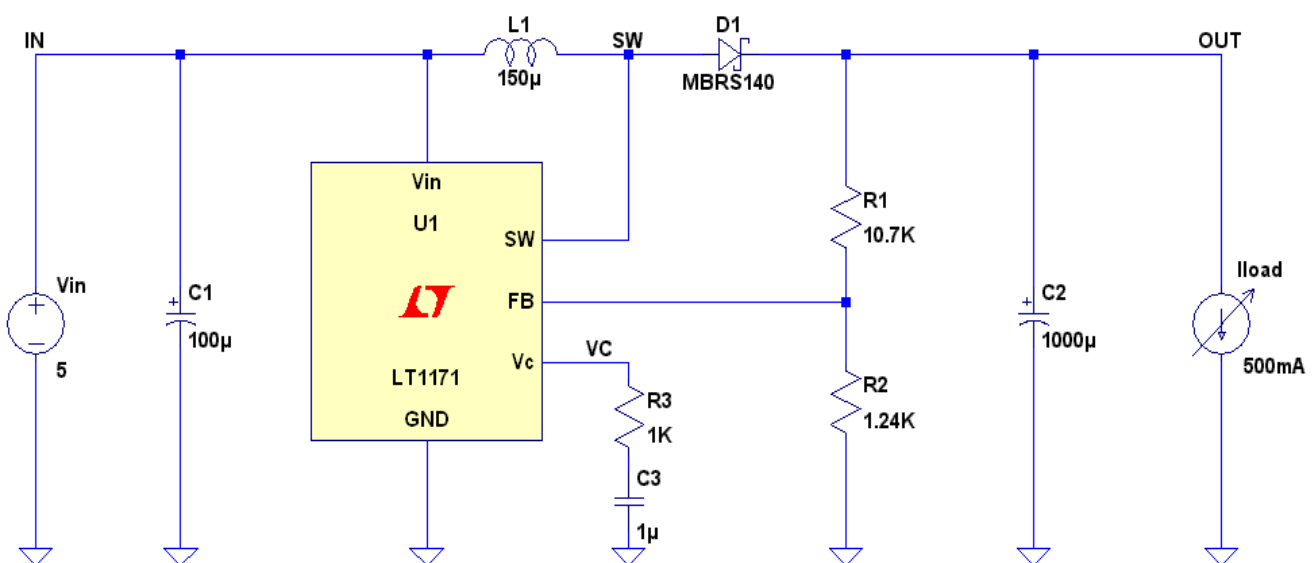 IN
L1
SW
D1
OUT
150µ
MBRS140
Vin
U1
SW
FB
Vc
LT1171
GND
Vin
5
C1
100µ
VC
R3
1K
C3
1µ
R1
10.7K
R2
1.24K
C2
1000µ
Iload
500mA